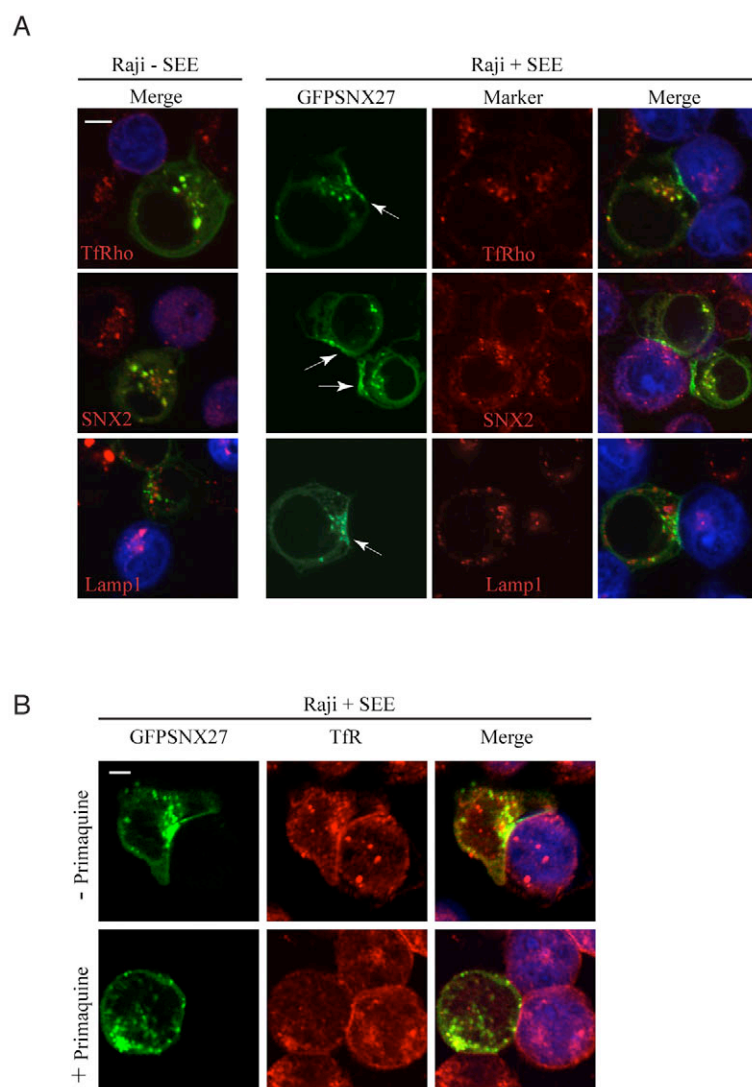 A
Raji - SEE
Raji + SEE
Merge
GFPSNX27
Marker
Merge
TfRho
TfRho
SNX2
SNX2
Lamp1
Lamp1
B
Raji + SEE
GFPSNX27
TfR
Merge
- Primaquine
+ Primaquine